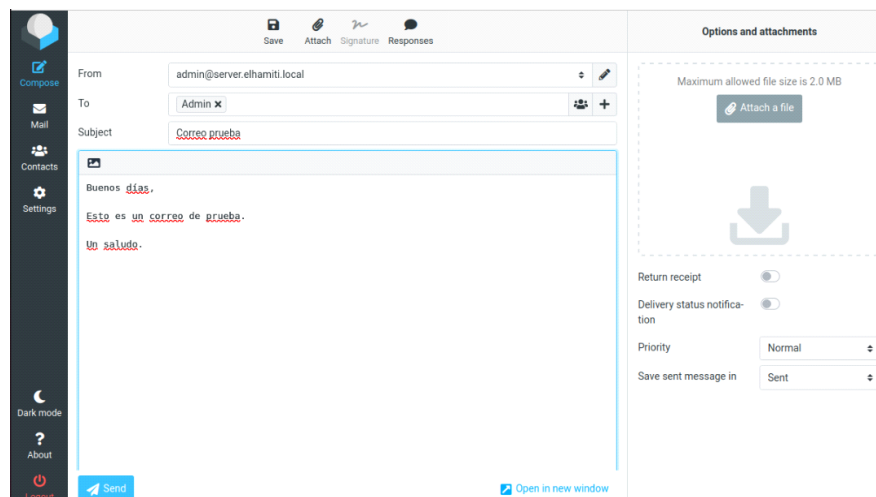 Save Attach Signature Responses
Options and attachments
Compose
Mail
Contacts
Settings
Dark mode
About
Logout
From admin@server.elhamiti.local
To Admin
Subject Correo prueba
Buenos días,
Esto es un correo de prueba.
Un saludo.
Send
Open in new window
Maximum allowed file size is 2.0 MB
Attach a file
Return receipt
Delivery status notifica-
tion
Priority Normal
Save sent message in Sent